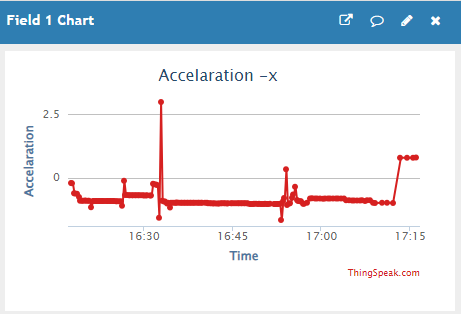 Field 1 Chart
Accelaration -x
Accelaration
2.5
0
16:30 16:45 17:00 17:15
Time
ThingSpeak.com